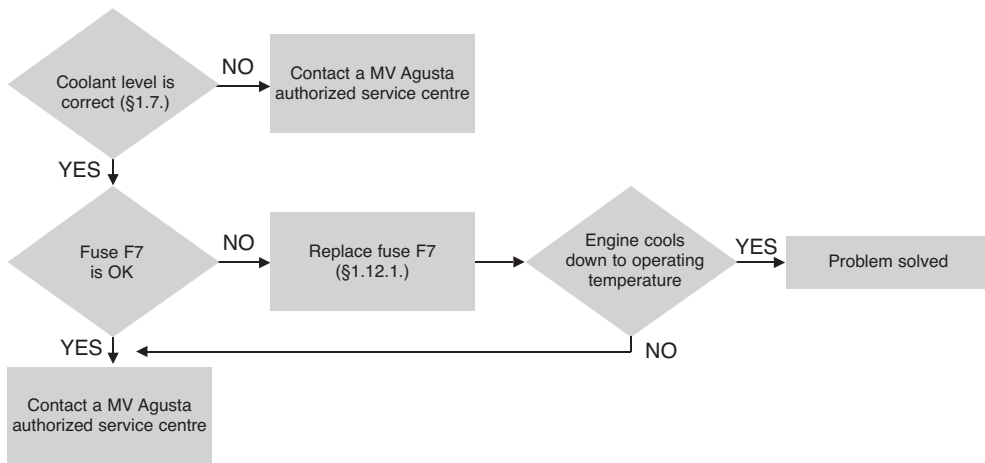 Coolant level is
correct (§1.7.)
NO
Contact a MV Agusta
authorized service centre
YES
Fuse F7
is OK
NO
Replace fuse F7
(§1.12.1.)
Engine cools
down to operating
temperature
YES
Problem solved
YES
NO
Contact a MV Agusta
authorized service centre